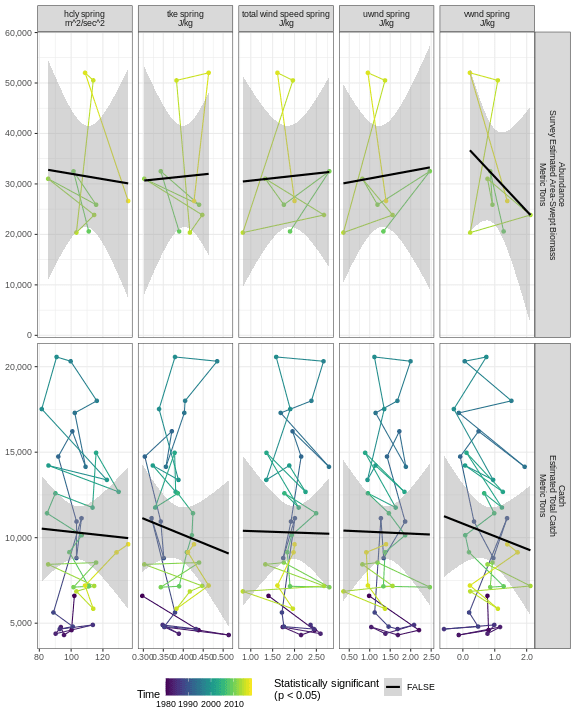 hcly spring
m^2/sec^2
tke spring
J/kg
total wind speed spring
J/kg
uwnd spring
J/kg
vwnd spring
J/kg
60,000
50,000
40,000
30,000
20,000
10,000
0
Abundance
Survey Estimated Area-Swept Biomass
Metric Tons
20,000
15,000
10,000
5,000
Catch
Estimated Total Catch
Metric Tons
80 100 120
0.300 0.350 0.400 0.450 0.500
1.00 1.50 2.00 2.50
0.50 1.00 1.50 2.00 2.50
0.0 1.0 2.0
Time
1980 1990 2000 2010
Statistically significant
(p < 0.05)
FALSE